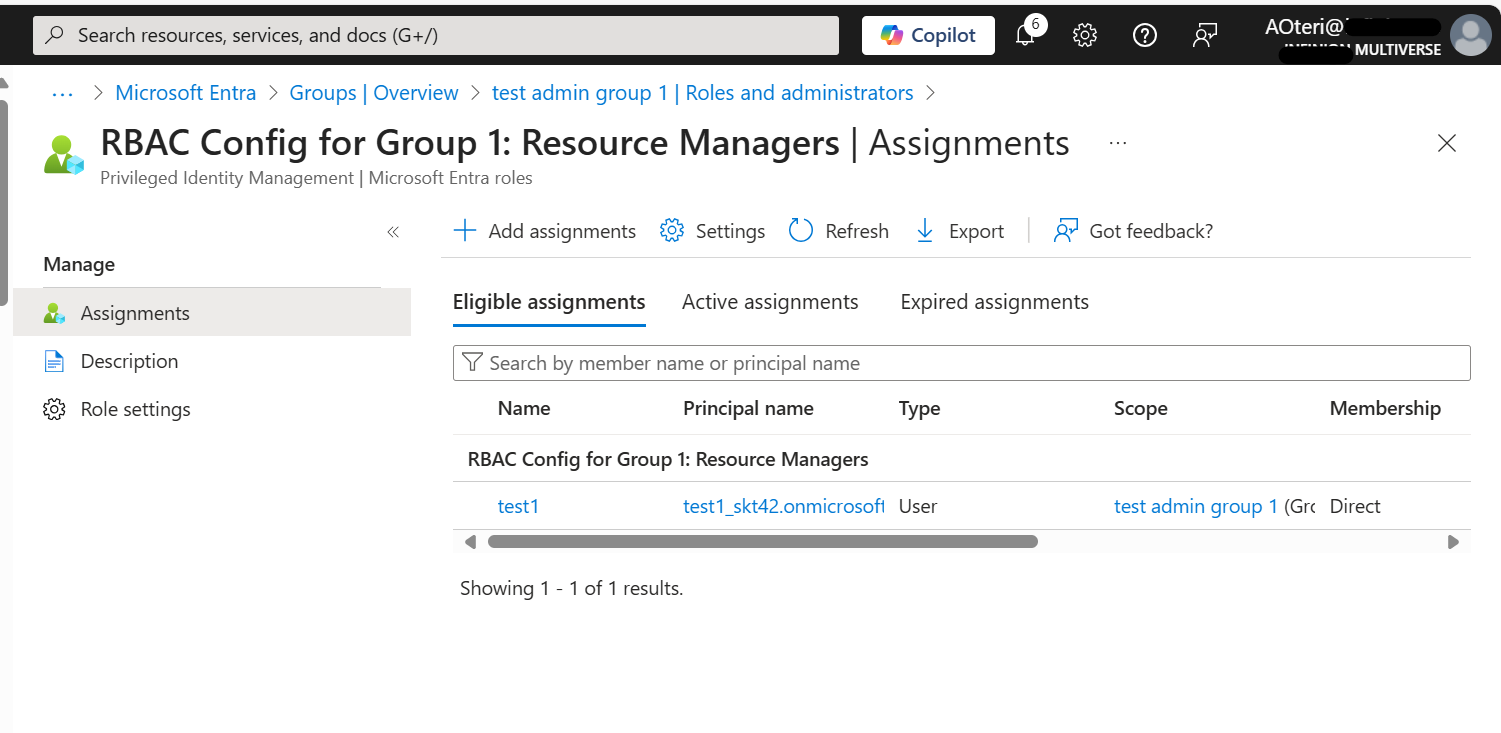 Search resources, services, and docs (G+/)
Copilot
6
AOteri@
MULTIVERSE
... > Microsoft Entra > Groups | Overview > test admin group 1 | Roles and administrators >
RBAC Config for Group 1: Resource Managers | Assignments ...
Privileged Identity Management | Microsoft Entra roles
«
Add assignments Settings Refresh Export Got feedback?
Manage
Assignments
Description
Role settings
Eligible assignments Active assignments Expired assignments
Search by member name or principal name
Name Principal name Type Scope Membership
RBAC Config for Group 1: Resource Managers
test1 test1_skt42.onmicrosoft User test admin group 1 (Grc Direct
Showing 1 - 1 of 1 results.